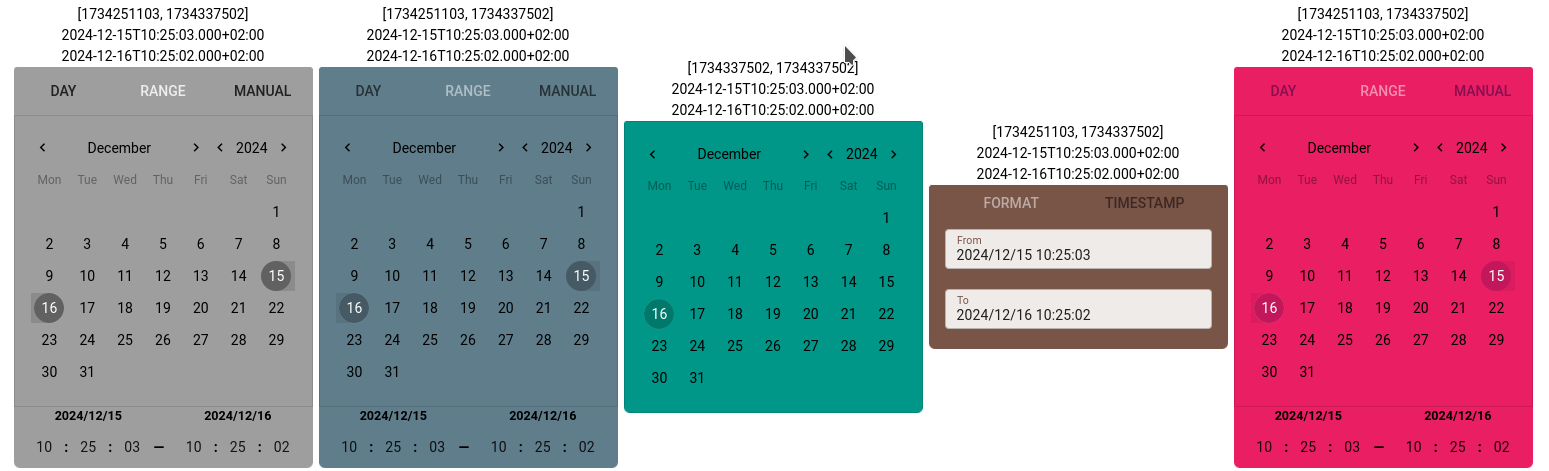 [1734251103, 1734337502]
2024-12-15T10:25:03.000+02:00
2024-12-16T10:25:02.000+02:00
DAY RANGE MANUAL
‹ December › ‹ 2024 ›
Mon Tue Wed Thu Fri Sat Sun
1
2 3 4 5 6 7 8
9 10 11 12 13 14 15
16 17 18 19 20 21 22
23 24 25 26 27 28 29
30 31
2024/12/15 2024/12/16
10 : 25 : 03 – 10 : 25 : 02
[1734251103, 1734337502]
2024-12-15T10:25:03.000+02:00
2024-12-16T10:25:02.000+02:00
DAY RANGE MANUAL
‹ December › ‹ 2024 ›
Mon Tue Wed Thu Fri Sat Sun
1
2 3 4 5 6 7 8
9 10 11 12 13 14 15
16 17 18 19 20 21 22
23 24 25 26 27 28 29
30 31
2024/12/15 2024/12/16
10 : 25 : 03 – 10 : 25 : 02
[1734337502, 1734337502]
2024-12-15T10:25:03.000+02:00
2024-12-16T10:25:02.000+02:00
‹ December › ‹ 2024 ›
Mon Tue Wed Thu Fri Sat Sun
1
2 3 4 5 6 7 8
9 10 11 12 13 14 15
16 17 18 19 20 21 22
23 24 25 26 27 28 29
30 31
[1734251103, 1734337502]
2024-12-15T10:25:03.000+02:00
2024-12-16T10:25:02.000+02:00
FORMAT TIMESTAMP
From
2024/12/15 10:25:03
To
2024/12/16 10:25:02
[1734251103, 1734337502]
2024-12-15T10:25:03.000+02:00
2024-12-16T10:25:02.000+02:00
DAY RANGE MANUAL
‹ December › ‹ 2024 ›
Mon Tue Wed Thu Fri Sat Sun
1
2 3 4 5 6 7 8
9 10 11 12 13 14 15
16 17 18 19 20 21 22
23 24 25 26 27 28 29
30 31
2024/12/15 2024/12/16
10 : 25 : 03 – 10 : 25 : 02